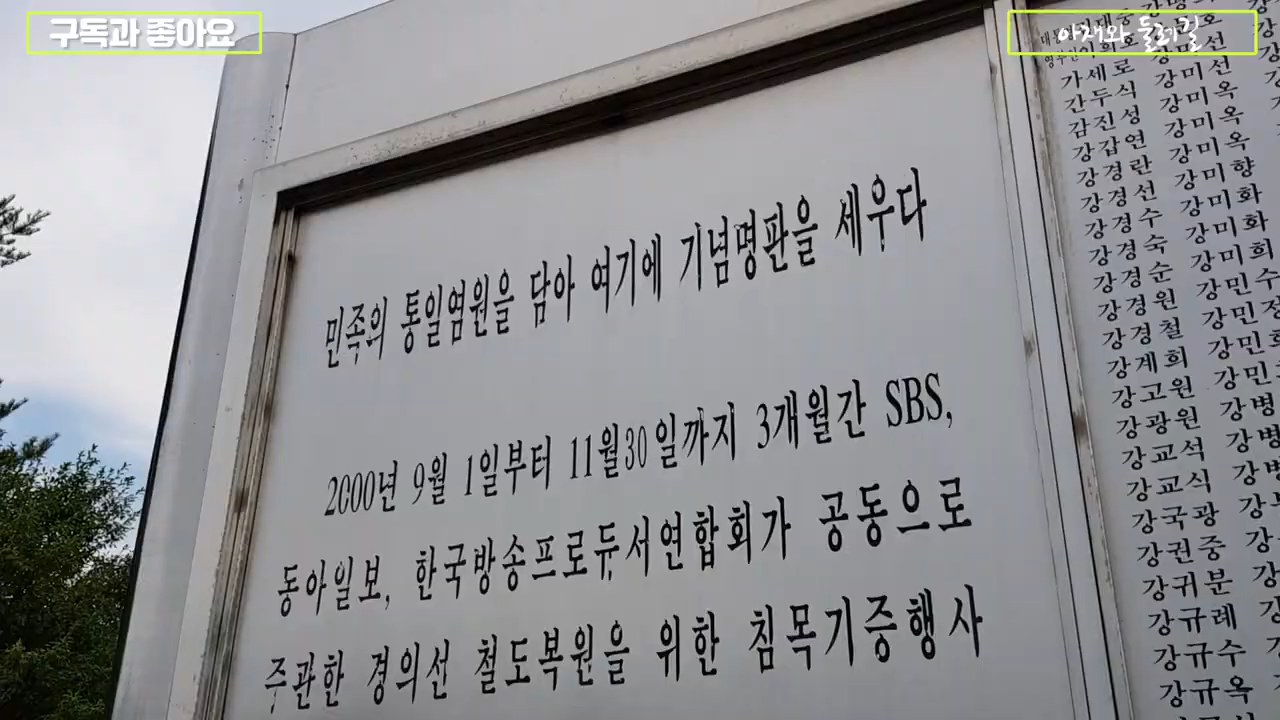 구독과 좋아요
아재와 둘레길
민족의 통일염원을 담아 여기에 기념명판을 세우다
2000년 9월 1일부터 11월30일까지 3개월간 SBS,
동아일보, 한국방송프로듀서연합회가 공동으로
주관한 경의선 철도복원을 위한 침목기증행사
가세로 강미선
간두식 강미옥
감진성 강미옥
강갑연 강미옥
강경란 강미향
강경선 강미화
강경수 강미화
강경숙 강미희
강경순 강민수
강경원 강민정
강경철
강계희
강고원
강광원
강교석
강교식
강국광
강권중
강귀분
강규례
강규수
강규옥